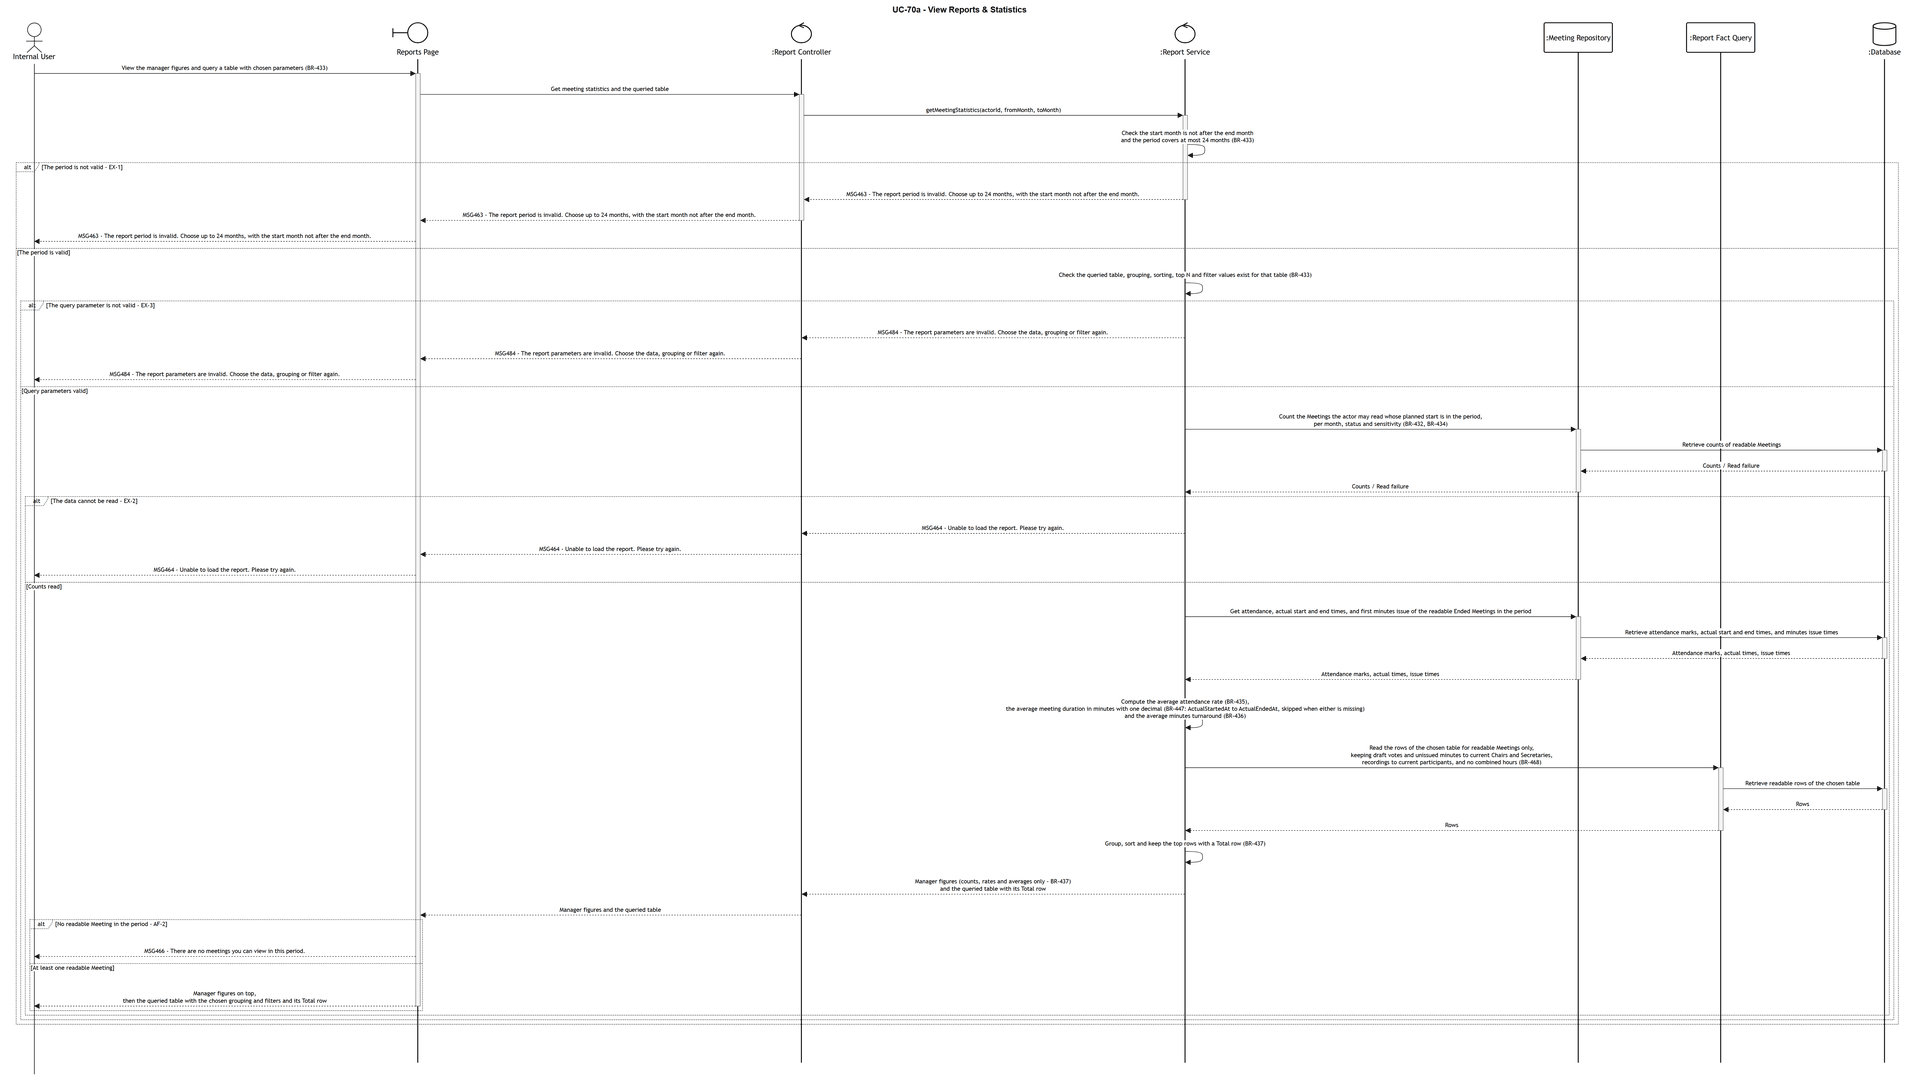 UC-70a - View Reports & Statistics
Internal User
Reports Page
:Report Controller
:Report Service
:Meeting Repository
:Report Fact Query
:Database
View the manager figures and query a table with chosen parameters (BR-433)
Get meeting statistics and the queried table
getMeetingStatistics(actorId, fromMonth, toMonth)
Check the start month is not after the end month
and the period covers at most 24 months (BR-433)
alt
[The period is not valid - EX-1]
MSG463 - The report period is invalid. Choose up to 24 months, with the start month not after the end month.
MSG463 - The report period is invalid. Choose up to 24 months, with the start month not after the end month.
MSG463 - The report period is invalid. Choose up to 24 months, with the start month not after the end month.
[The period is valid]
Check the queried table, grouping, sorting, top N and filter values exist for that table (BR-433)
alt
[The query parameter is not valid - EX-3]
MSG484 - The report parameters are invalid. Choose the data, grouping or filter again.
MSG484 - The report parameters are invalid. Choose the data, grouping or filter again.
MSG484 - The report parameters are invalid. Choose the data, grouping or filter again.
[Query parameters valid]
Count the Meetings the actor may read whose planned start is in the period,
per month, status and sensitivity (BR-432, BR-434)
Retrieve counts of readable Meetings
Counts / Read failure
Counts / Read failure
alt
[The data cannot be read - EX-2]
MSG464 - Unable to load the report. Please try again.
MSG464 - Unable to load the report. Please try again.
MSG464 - Unable to load the report. Please try again.
[Counts read]
Get attendance, actual start and end times, and first minutes issue of the readable Ended Meetings in the period
Retrieve attendance marks, actual start and end times, and minutes issue times
Attendance marks, actual times, issue times
Attendance marks, actual times, issue times
Compute the average attendance rate (BR-435),
the average meeting duration in minutes with one decimal (BR-447: ActualStartedAt to ActualEndedAt, skipped when either is missing)
and the average minutes turnaround (BR-436)
Read the rows of the chosen table for readable Meetings only,
keeping draft votes and unissued minutes to current Chairs and Secretaries,
recordings to current participants, and no combined hours (BR-468)
Retrieve readable rows of the chosen table
Rows
Rows
Group, sort and keep the top rows with a Total row (BR-437)
Manager figures (counts, rates and averages only - BR-437)
and the queried table with its Total row
Manager figures and the queried table
alt
[No readable Meeting in the period - AF-2]
MSG466 - There are no meetings you can view in this period.
[At least one readable Meeting]
Manager figures on top,
then the queried table with the chosen grouping and filters and its Total row